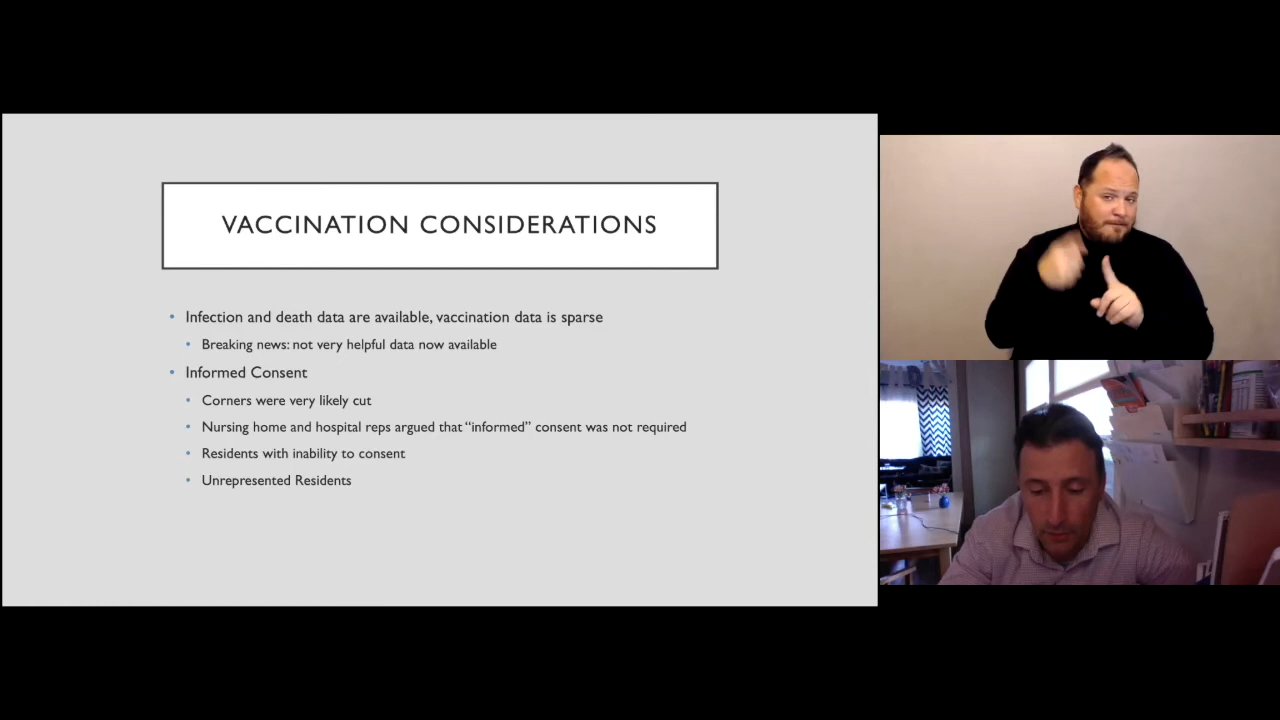 VACCINATION CONSIDERATIONS
• Infection and death data are available, vaccination data is sparse
• Breaking news: not very helpful data now available
• Informed Consent
• Corners were very likely cut
• Nursing home and hospital reps argued that “informed” consent was not required
• Residents with inability to consent
• Unrepresented Residents